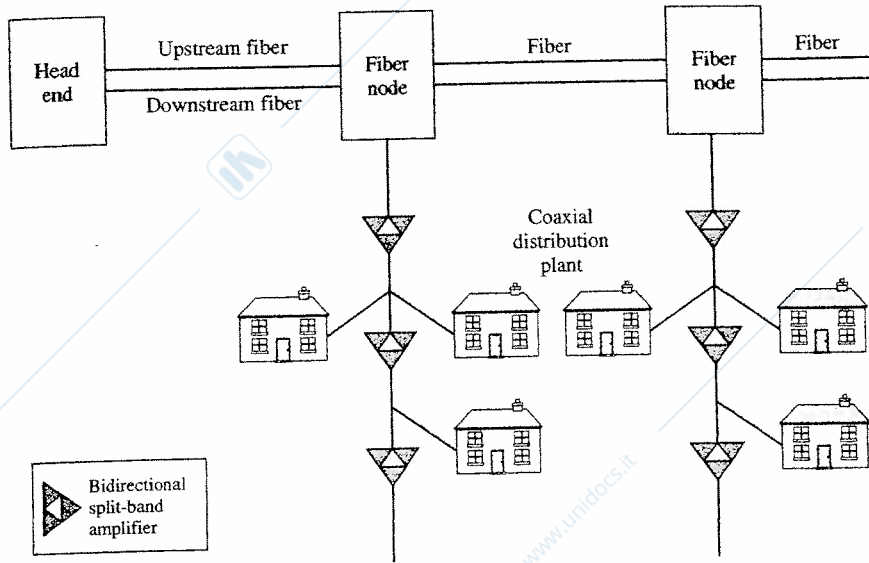 Upstream fiber
Fiber
Fiber
Head
end
Fiber
node
Fiber
node
Downstream fiber
Coaxial
distribution
plant
Bidirectional
split-band
amplifier
www.unidocs.it